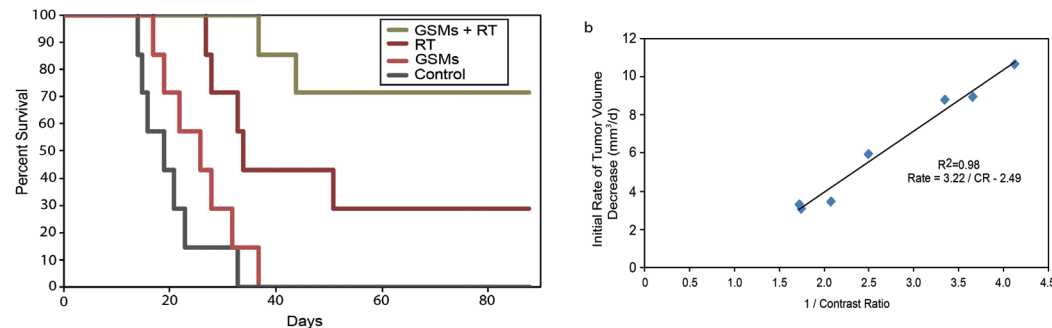 100
90
80
70
60
50
40
30
20
10
0
Percent Survival
0
20
40
60
80
Days
GSMs + RT
RT
GSMs
Control
b
12
10
8
6
4
2
0
Initial Rate of Tumor Volume
Decrease (mm³/d)
R²=0.98
Rate = 3.22 / CR - 2.49
0
0.5
1.0
1.5
2.0
2.5
3.0
3.5
4.0
4.5
1 / Contrast Ratio